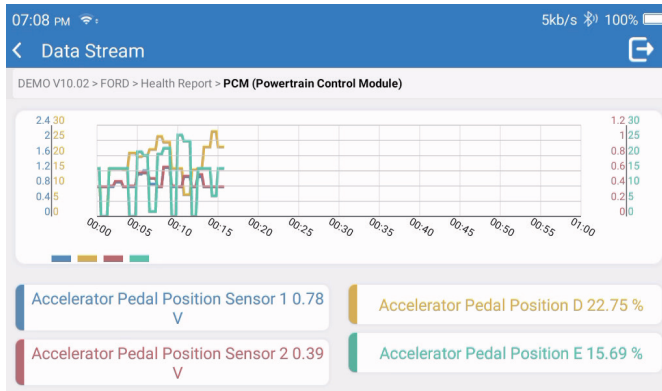 07:08 PM
5kb/s 100%
Data Stream
DEMO V10.02 > FORD > Health Report > PCM (Powertrain Control Module)
2.4 30 1.2 30
2 25 1 25
1.6 20 0.8 20
1.2 15 0.6 15
0.8 10 0.4 10
0.4 5 0.2 5
0 0 0 0
00:00 00:05 00:10 00:15 00:20 00:25 00:30 00:35 00:40 00:45 00:50 00:55 01:00
Accelerator Pedal Position Sensor 1 0.78
V
Accelerator Pedal Position D 22.75 %
Accelerator Pedal Position Sensor 2 0.39
V
Accelerator Pedal Position E 15.69 %